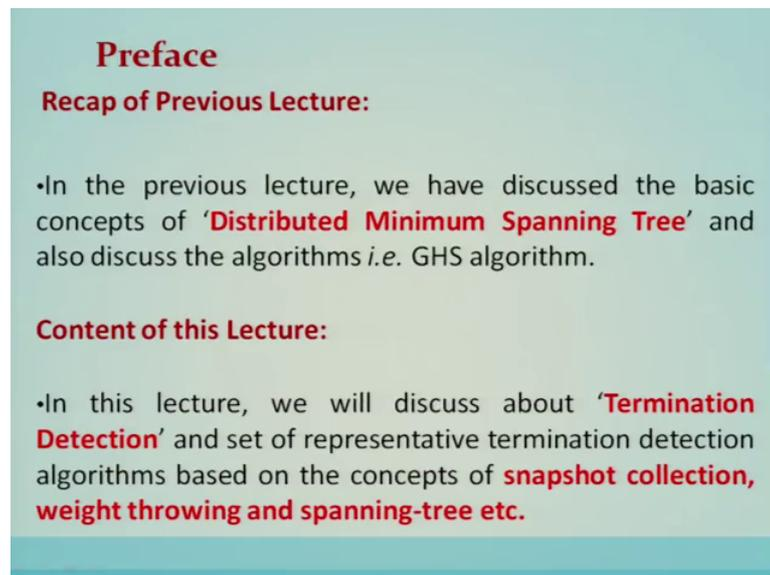 Preface
Recap of Previous Lecture:
•In the previous lecture, we have discussed the basic
concepts of ‘Distributed Minimum Spanning Tree’ and
also discuss the algorithms i.e. GHS algorithm.
Content of this Lecture:
•In this lecture, we will discuss about ‘Termination
Detection’ and set of representative termination detection
algorithms based on the concepts of snapshot collection,
weight throwing and spanning-tree etc.